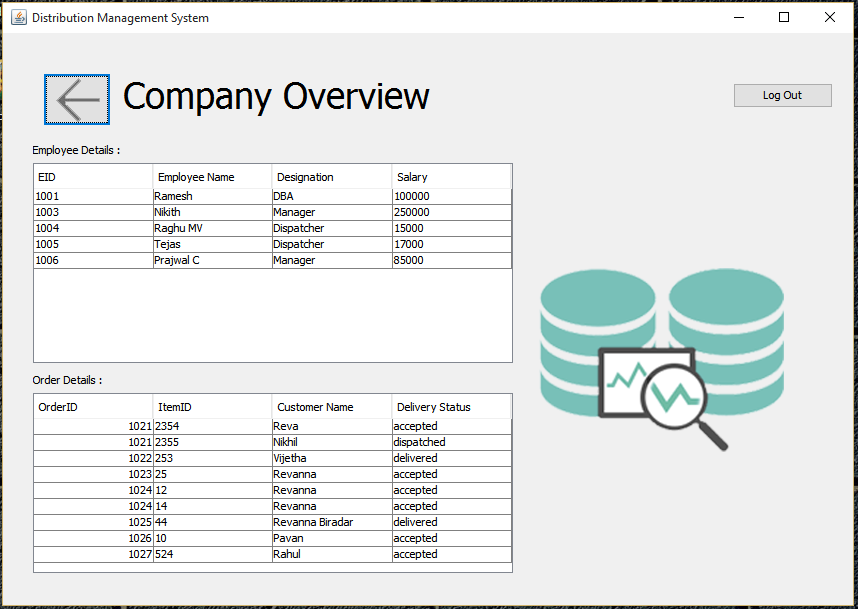 Distribution Management System
Company Overview
Log Out
Employee Details :
EID Employee Name Designation Salary
1001 Ramesh DBA 100000
1003 Nikith Manager 250000
1004 Raghu MV Dispatcher 15000
1005 Tejas Dispatcher 17000
1006 Prajwal C Manager 85000
Order Details :
OrderID ItemID Customer Name Delivery Status
1021 2354 Reva accepted
1021 2355 Nikhil dispatched
1022 253 Vijetha delivered
1023 25 Revanna accepted
1024 12 Revanna accepted
1024 14 Revanna accepted
1025 44 Revanna Biradar delivered
1026 10 Pavan accepted
1027 524 Rahul accepted